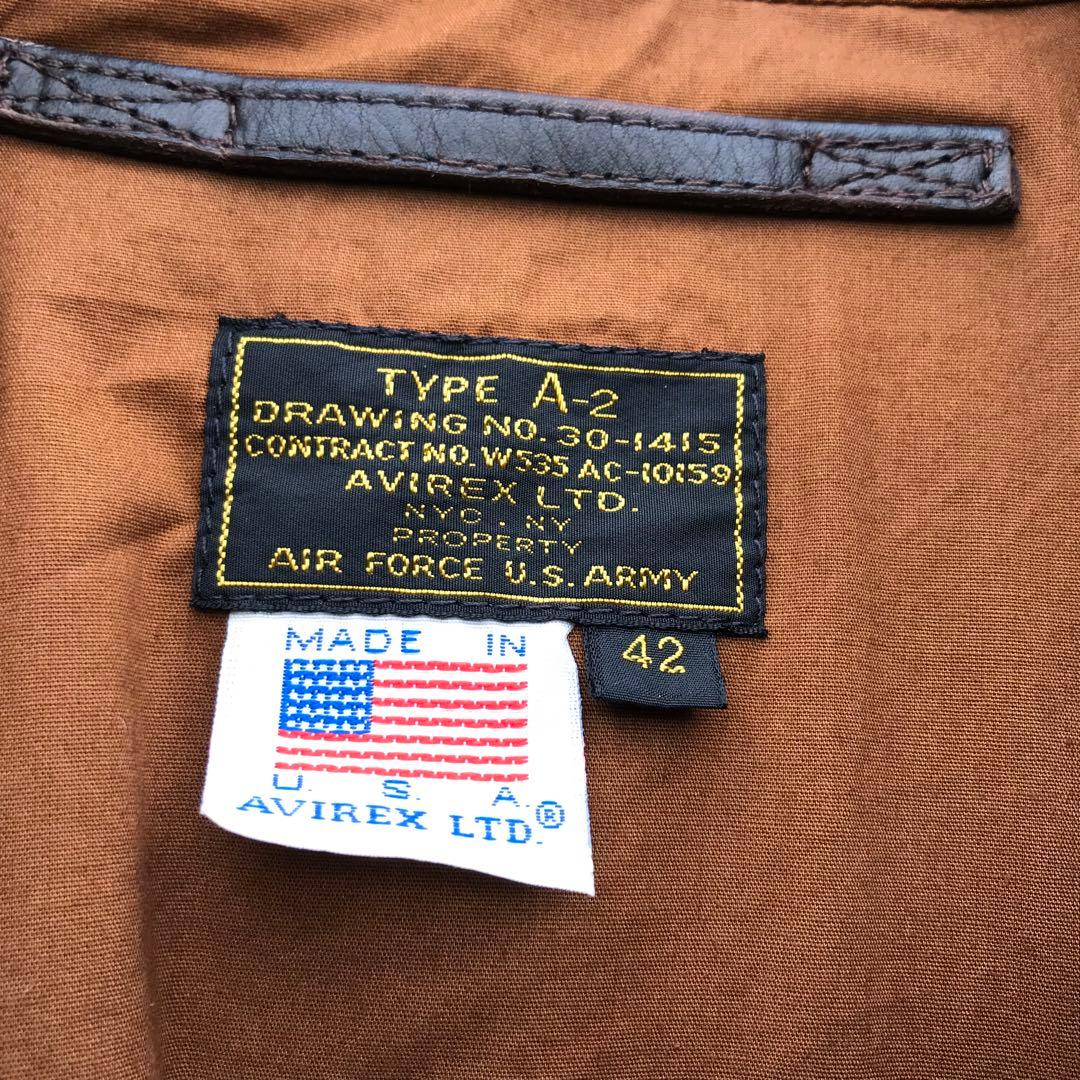 TYPE A-2
DRAWING NO. 30-1415
CONTRACT NO. W535 AC-10159
AVIREX LTD.
NYC. NY
PROPERTY
AIR FORCE U.S. ARMY
42
MADE IN
U. S. A.
AVIREX LTD.®